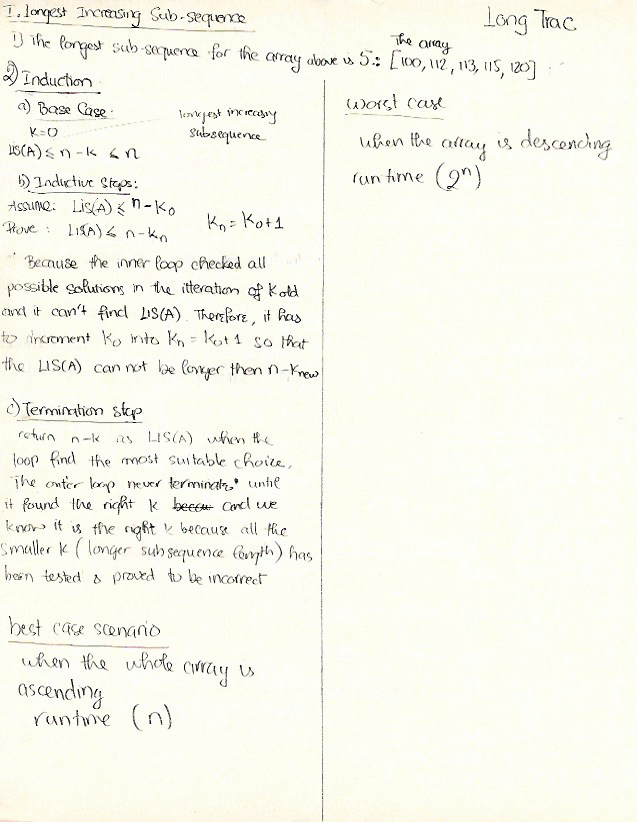 I. Longest Increasing Sub-sequence
Long Trac
1) The longest sub-sequence for the array above is 5: [100, 112, 113, 115, 120]
The array
2) Induction
a) Base Case:
k=0
longest increasing
subsequence
LIS(A) ≤ n-k ≤ n
b) Inductive Steps:
Assume: LIS(A) ≤ n-k₀
Prove: LIS(A) ≤ n-kₙ
kₙ = k₀+1
Because the inner loop checked all
possible solutions in the itteration of k old
and it can't find LIS(A). Therefore, it has
to increment k₀ into kₙ = k₀+1 so that
the LIS(A) can not be longer then n-knew
c) Termination step
return n-k as LIS(A) when the
loop find the most suitable choice.
The outer loop never terminate, until
it found the right k and we
know it is the right k because all the
smaller k (longer subsequence length) has
been tested & proved to be incorrect
best case scenario
when the whole array is
ascending
runtime (n)
worst case
when the array is descending
runtime (2ⁿ)